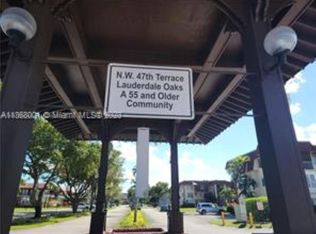 N.W. 47th Terrace
Lauderdale Oaks
A 55 and Older
Community